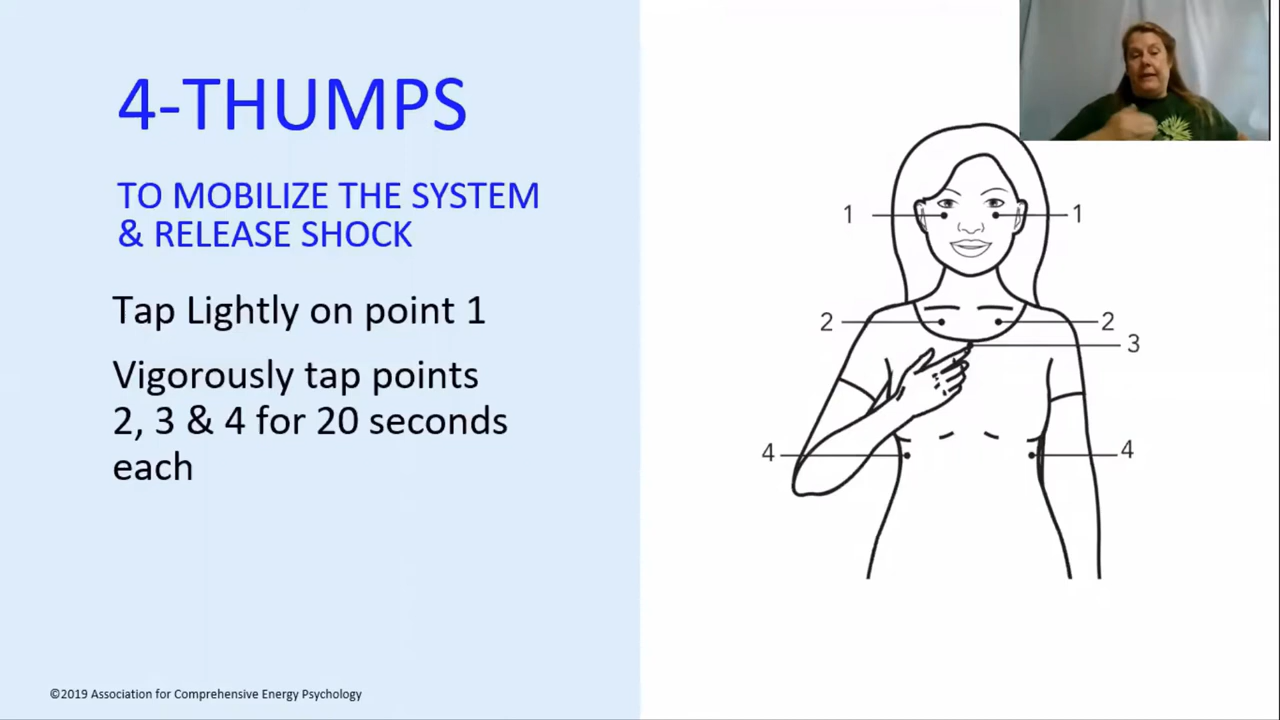 4-THUMPS
TO MOBILIZE THE SYSTEM
& RELEASE SHOCK
Tap Lightly on point 1
Vigorously tap points
2, 3 & 4 for 20 seconds
each
1 1
2 2
3
4 4
©2019 Association for Comprehensive Energy Psychology